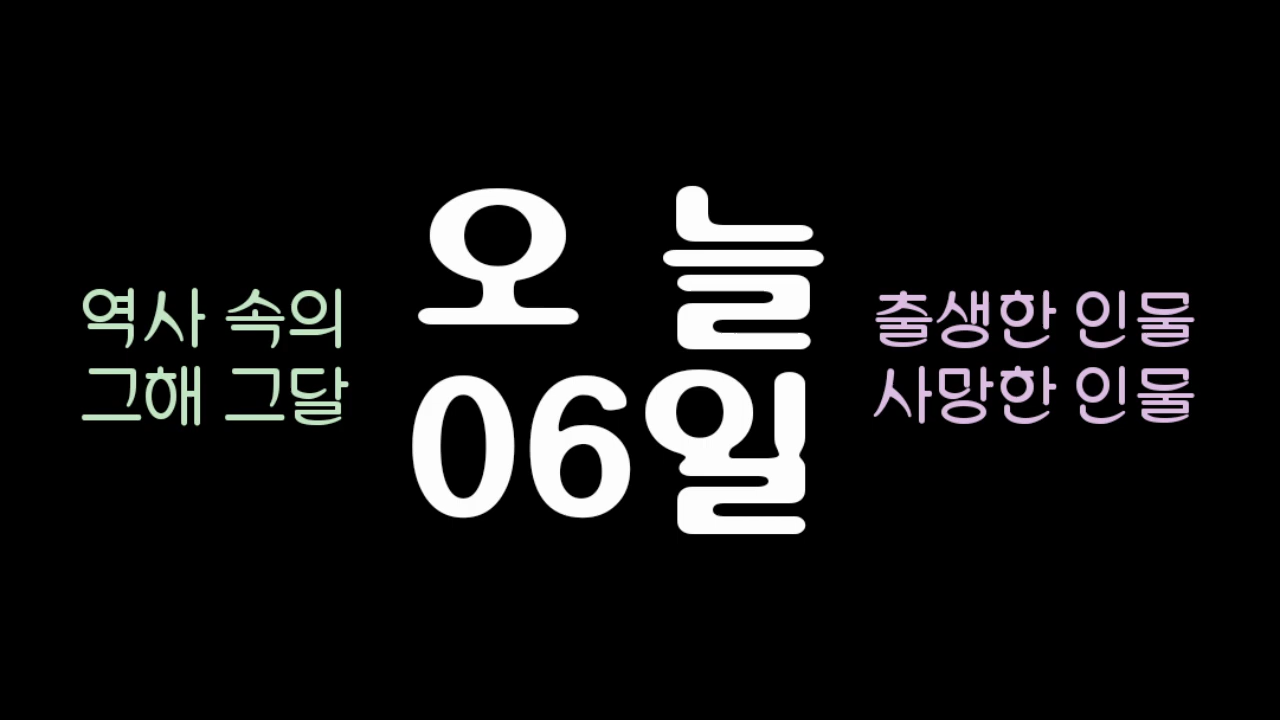 역사 속의
그해 그달
오 늘
06일
출생한 인물
사망한 인물